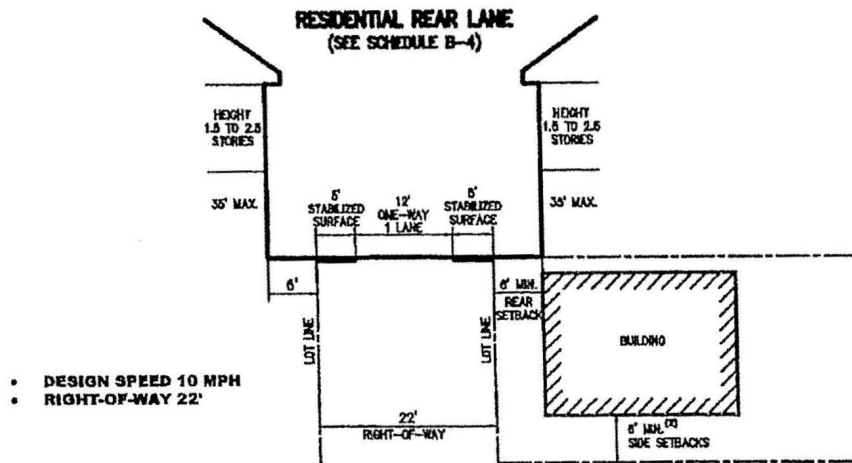 RESIDENTIAL REAR LANE
(SEE SCHEDULE B-4)
HEIGHT
1.5 TO 2.5
STORIES
35' MAX.
5'
STABILIZED
SURFACE
12'
ONE-WAY
1 LANE
5'
STABILIZED
SURFACE
HEIGHT
1.5 TO 2.5
STORIES
35' MAX.
6'
LOT LINE
LOT LINE
6' MIN.
REAR
SETBACK
BUILDING
• DESIGN SPEED 10 MPH
• RIGHT-OF-WAY 22'
22'
RIGHT-OF-WAY
MIN.
SIDE SETBACKS